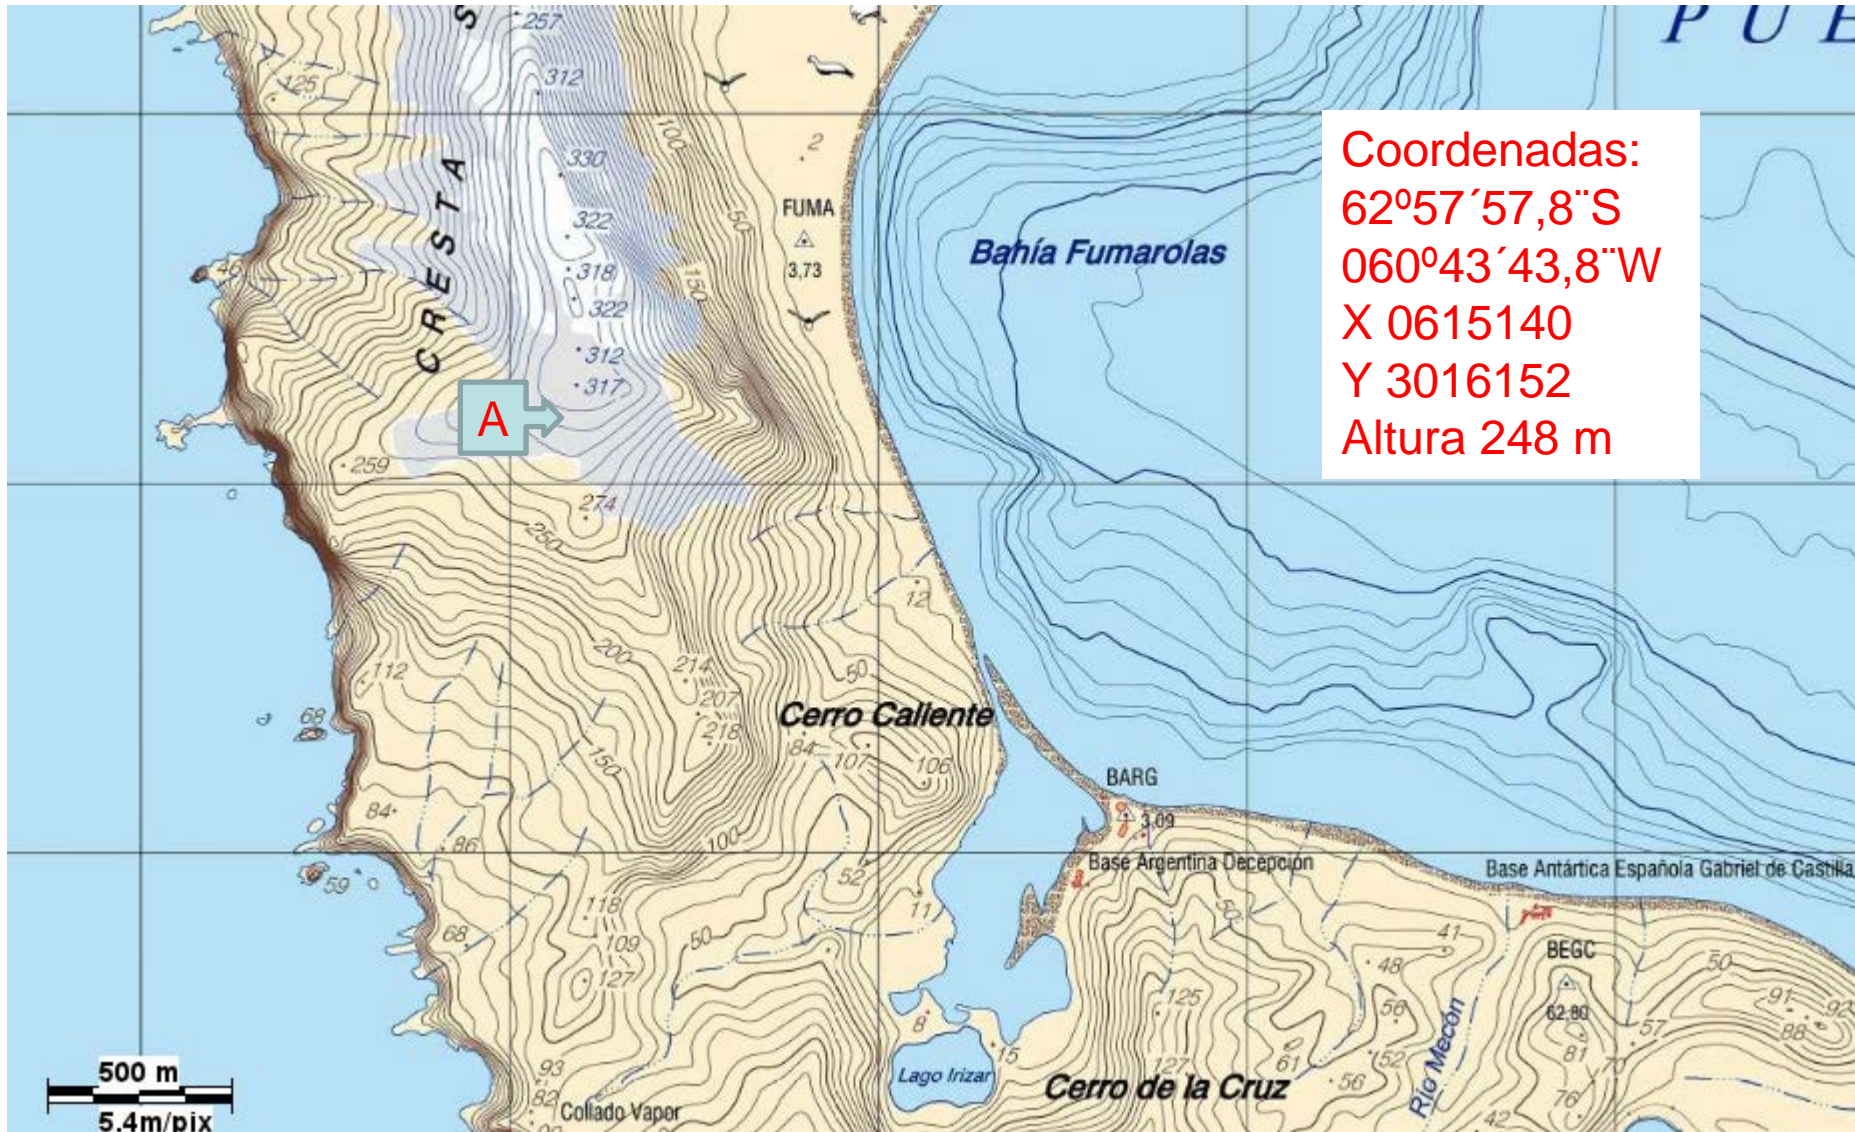 S
PUE
257
125
312
100
2
330
CRESTA
FUMA
50
322
3,73
Bahía Fumarolas
46
318
150
322
312
317
A
259
274
250
12
200
214
50
112
207
68
218
Cerro Caliente
84
107
106
150
BARG
84
3,09
100
86
Base Argentina Decepción
Base Antártica Española Gabriel de Castilla
59
52
118
11
50
68
109
50
41
BEGC
127
48
50
125
56
91
92
8
62,80
57
88
15
52
81
70
93
Lago Irizar
127
61
56
Cerro de la Cruz
Río Mecón
76
82
Collado Vapor
42
Coordenadas:
62º57´57,8¨S
060º43´43,8¨W
X 0615140
Y 3016152
Altura 248 m
500 m
5.4m/pix